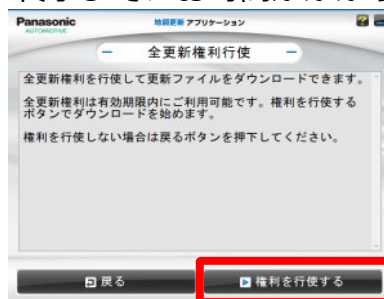 Panasonic
AUTOMOTIVE
地図更新 アプリケーション
?
全更新権利行使
全更新権利を行使して更新ファイルをダウンロードできます。
全更新権利は有効期限内にご利用可能です。権利を行使する
ボタンでダウンロードを始めます。
権利を行使しない場合は戻るボタンを押下してください。
戻る
権利を行使する